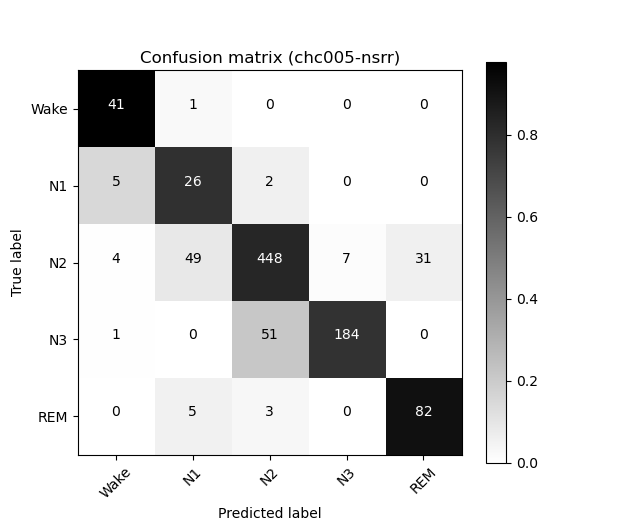 Confusion matrix (chc005-nsrr)
True label
Wake 41 1 0 0 0
N1 5 26 2 0 0
N2 4 49 448 7 31
N3 1 0 51 184 0
REM 0 5 3 0 82
Wake N1 N2 N3 REM
Predicted label
0.8
0.6
0.4
0.2
0.0